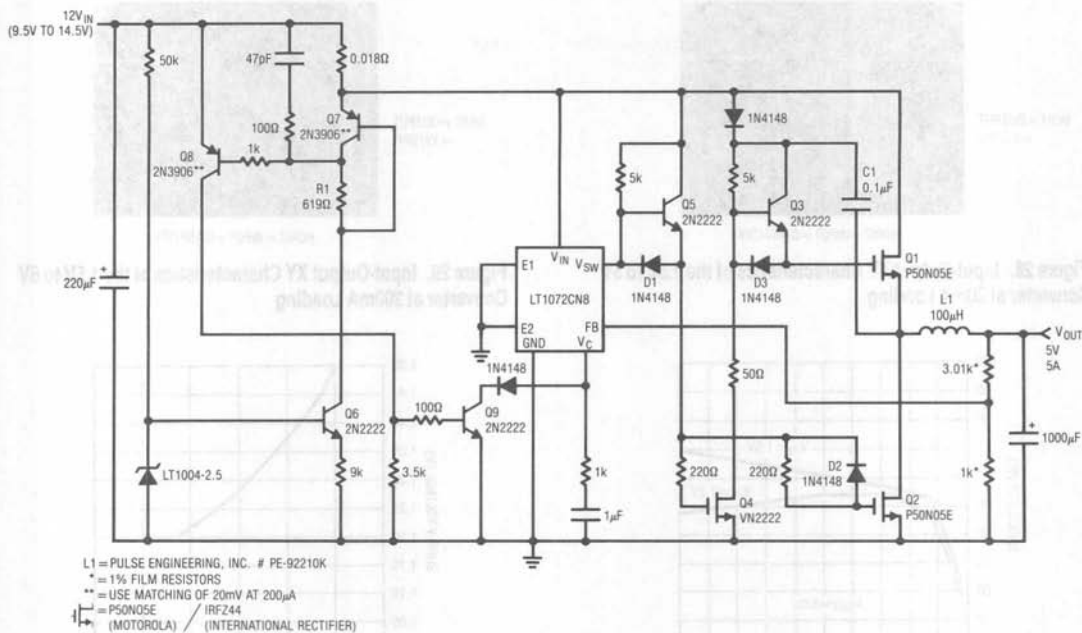 12VIN
(9.5V TO 14.5V)
50k
47pF
0.018Ω
100Ω
Q7
2N3906**
Q8
2N3906**
1k
R1
619Ω
220µF
LT1004-2.5
Q6
2N2222
9k
3.5k
100Ω
Q9
2N2222
1N4148
E1
E2
GND
VIN
VSW
LT1072CN8
FB
VC
1k
1µF
5k
Q5
2N2222
D1
1N4148
1N4148
5k
Q3
2N2222
C1
0.1µF
D3
1N4148
Q1
P50N05E
L1
100µH
VOUT
5V
5A
3.01k*
1k*
1000µF
50Ω
220Ω
220Ω
D2
1N4148
Q4
VN2222
Q2
P50N05E
L1 = PULSE ENGINEERING, INC. # PE-92210K
* = 1% FILM RESISTORS
** = USE MATCHING OF 20mV AT 200µA
= P50N05E / IRFZ44
(MOTOROLA) (INTERNATIONAL RECTIFIER)